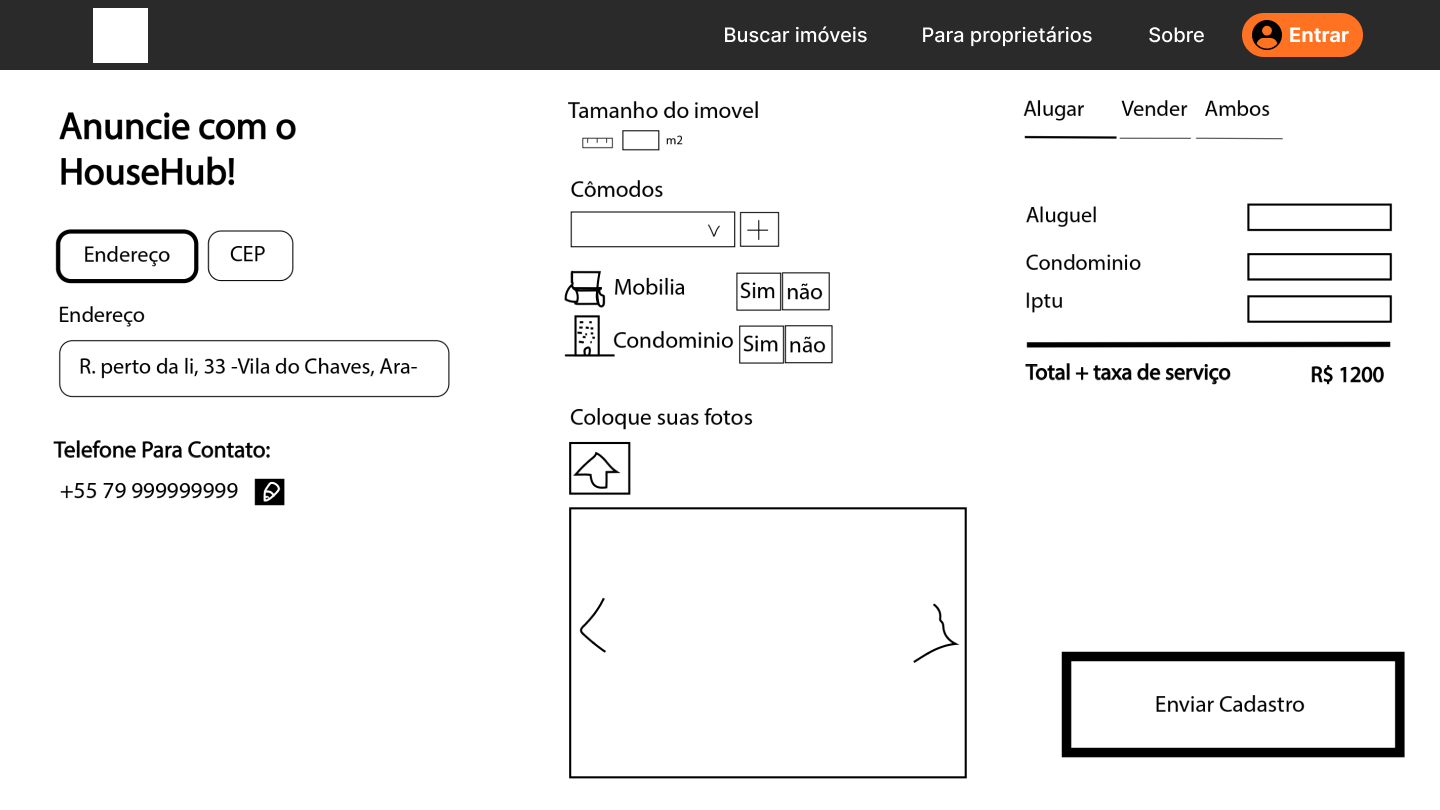 Buscar imóveis
Para proprietários
Sobre
Entrar
Anuncie com o
HouseHub!
Endereço
CEP
Endereço
R. perto da li, 33 -Vila do Chaves, Ara-
Telefone Para Contato:
+55 79 999999999
Tamanho do imovel
m2
Cômodos
Mobilia
Sim
não
Condominio
Sim
não
Coloque suas fotos
Alugar
Vender
Ambos
Aluguel
Condominio
Iptu
Total + taxa de serviço
R$ 1200
Enviar Cadastro